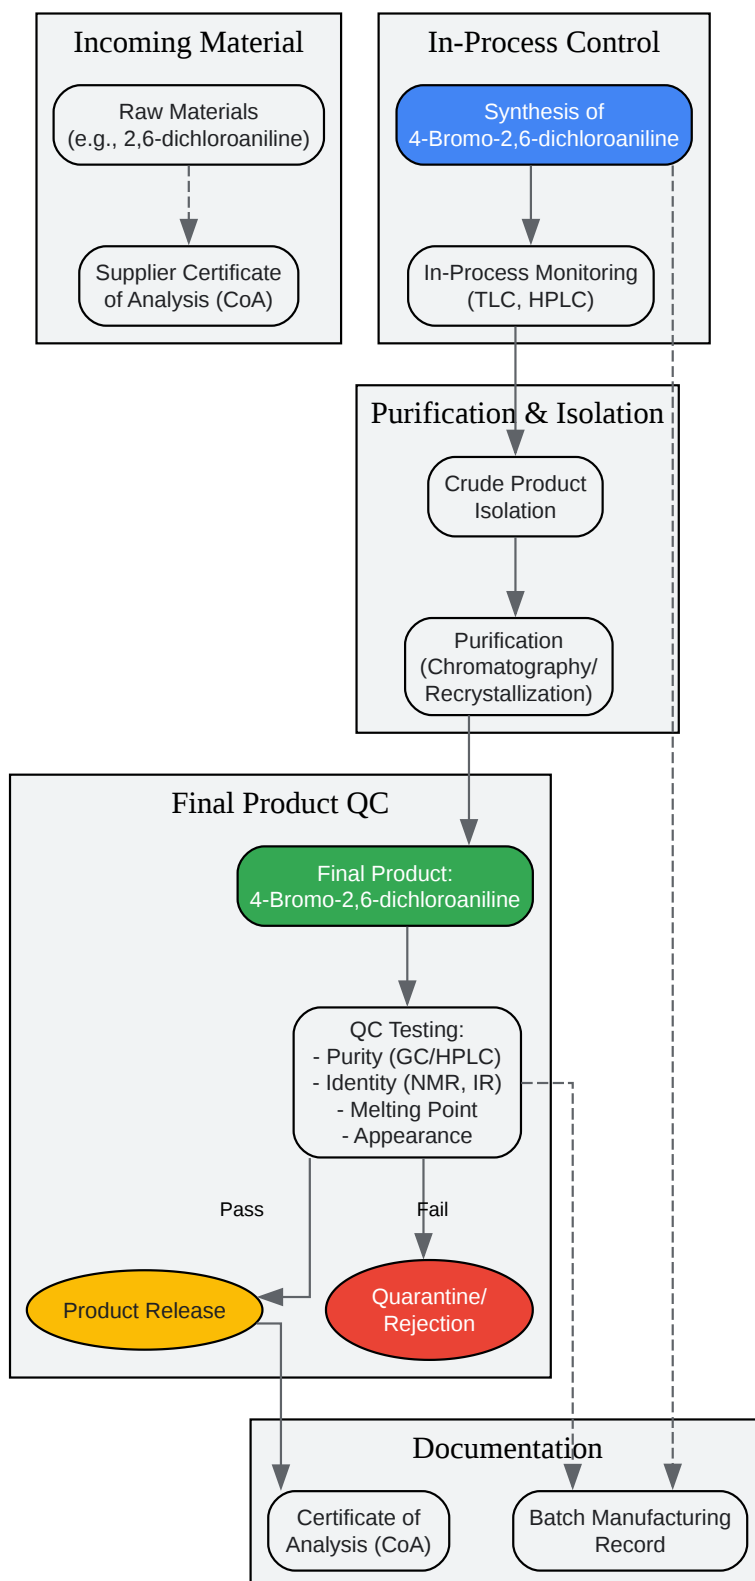 Incoming Material
Raw Materials
(e.g., 2,6-dichloroaniline)
Supplier Certificate
of Analysis (CoA)
In-Process Control
Synthesis of
4-Bromo-2,6-dichloroaniline
In-Process Monitoring
(TLC, HPLC)
Purification & Isolation
Crude Product
Isolation
Purification
(Chromatography/
Recrystallization)
Final Product QC
Final Product:
4-Bromo-2,6-dichloroaniline
QC Testing:
- Purity (GC/HPLC)
- Identity (NMR, IR)
- Melting Point
- Appearance
Pass
Fail
Product Release
Quarantine/
Rejection
Documentation
Certificate of
Analysis (CoA)
Batch Manufacturing
Record